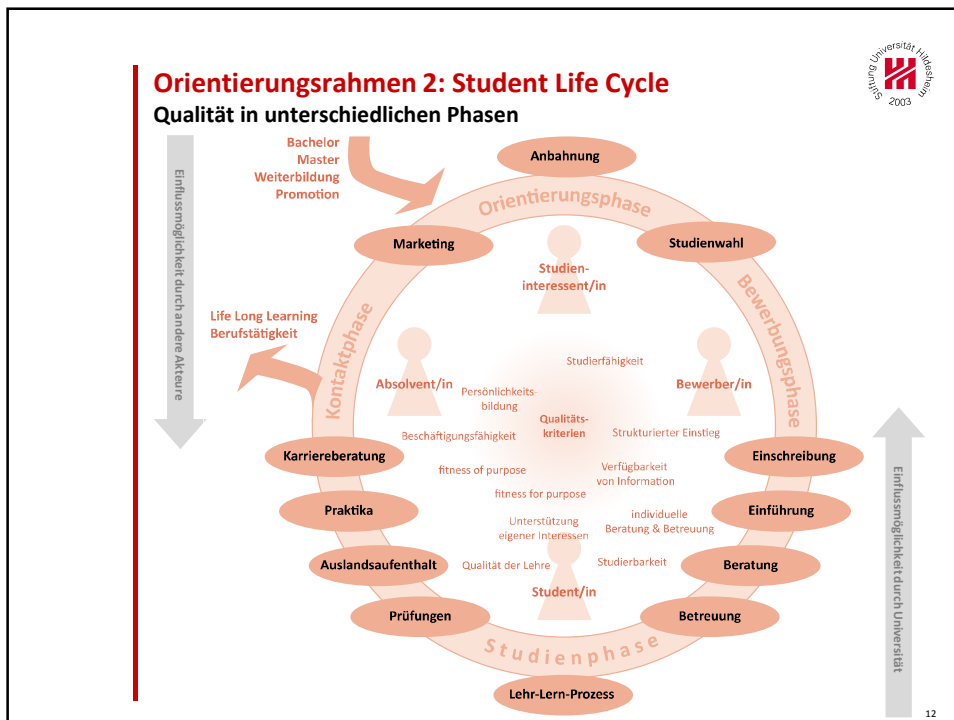 Orientierungsrahmen 2: Student Life Cycle
Qualität in unterschiedlichen Phasen
Stiftung Universität Hildesheim
2003
Einflussmöglichkeit durch andere Akteure
Bachelor
Master
Weiterbildung
Promotion
Anbahnung
Orientierungsphase
Marketing
Studienwahl
Studien-
interessent/in
Bewerbungsphase
Kontaktphase
Life Long Learning
Berufstätigkeit
Absolvent/in
Bewerber/in
Studierfähigkeit
Persönlichkeits-
bildung
Qualitäts-
kriterien
Beschäftigungsfähigkeit
Strukturierter Einstieg
Karriereberatung
Einschreibung
fitness of purpose
Verfügbarkeit
von Information
fitness for purpose
Praktika
Einführung
Unterstützung
eigener Interessen
individuelle
Beratung & Betreuung
Auslandsaufenthalt
Qualität der Lehre
Studierbarkeit
Beratung
Student/in
Prüfungen
Betreuung
Studienphase
Lehr-Lern-Prozess
Einflussmöglichkeit durch Universität
12